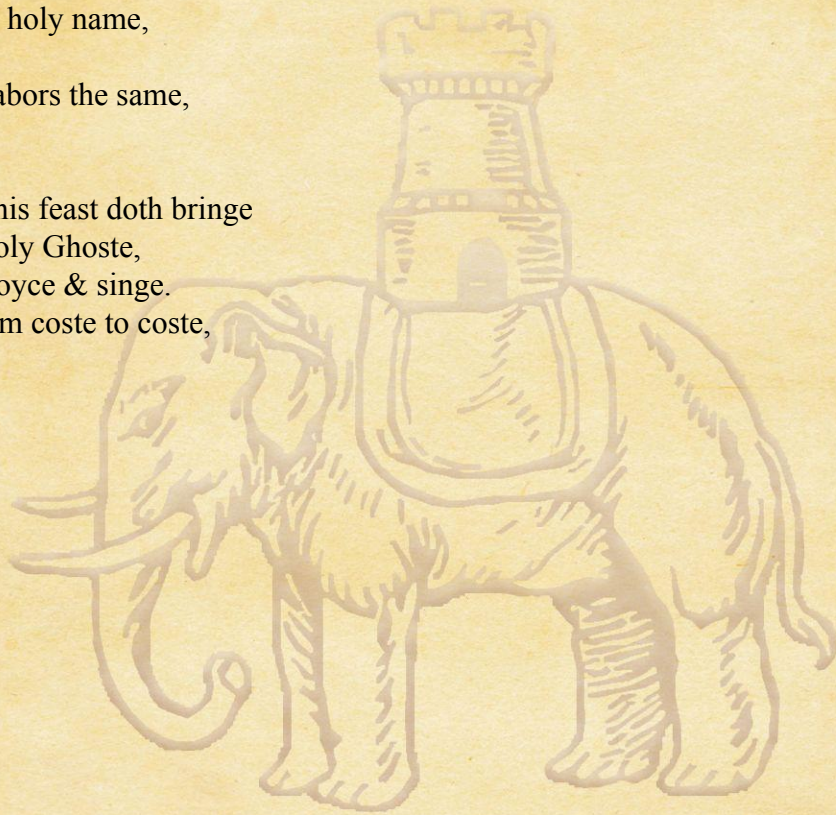 holy name,
abors the same,
his feast doth bringe
oly Ghoste,
oyce & singe.
m coste to coste,